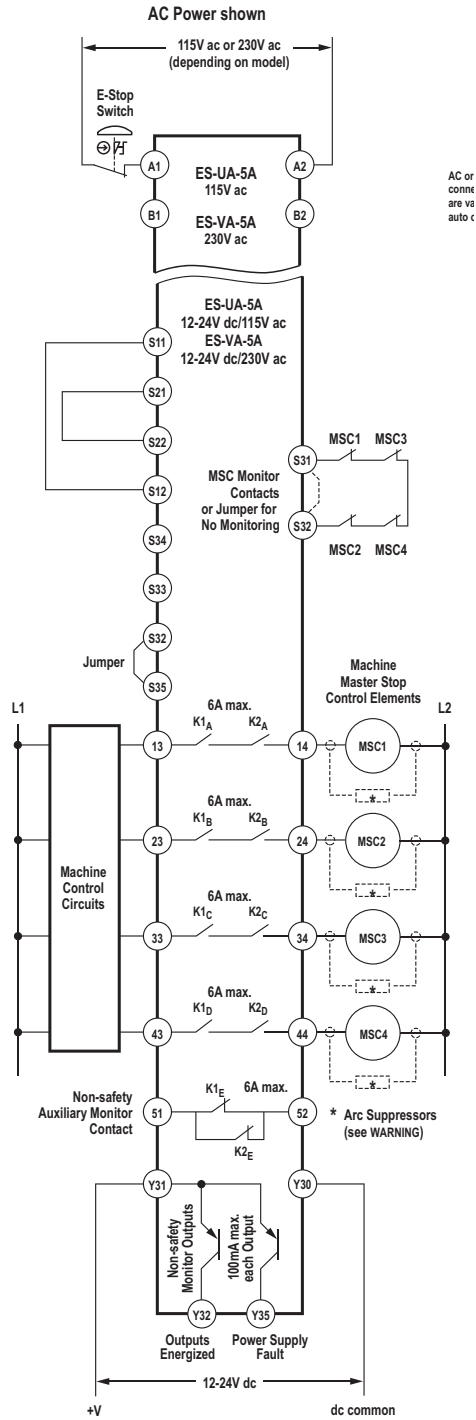 AC Power shown
115V ac or 230V ac
(depending on model)
E-Stop
Switch
A1
A2
ES-UA-5A
115V ac
AC or
conne
are va
auto o
B1
B2
ES-VA-5A
230V ac
ES-UA-5A
12-24V dc/115V ac
ES-VA-5A
12-24V dc/230V ac
S11
S21
S22
S12
S34
S33
S32
S35
Jumper
MSC Monitor
Contacts
or Jumper for
No Monitoring
S31
S32
MSC1 MSC3
MSC2 MSC4
Machine
Master Stop
Control Elements
L1
L2
Machine
Control
Circuits
6A max.
13 K1A K2A 14 MSC1
*
6A max.
23 K1B K2B 24 MSC2
*
6A max.
33 K1C K2C 34 MSC3
*
6A max.
43 K1D K2D 44 MSC4
*
Non-safety
Auxiliary Monitor
Contact
51 K1E 6A max. 52
K2E
* Arc Suppressors
(see WARNING)
Y31
Y30
Non-safety
Monitor Outputs
100mA max.
each Output
Y32
Y35
Outputs
Energized
Power Supply
Fault
12-24V dc
+V
dc common